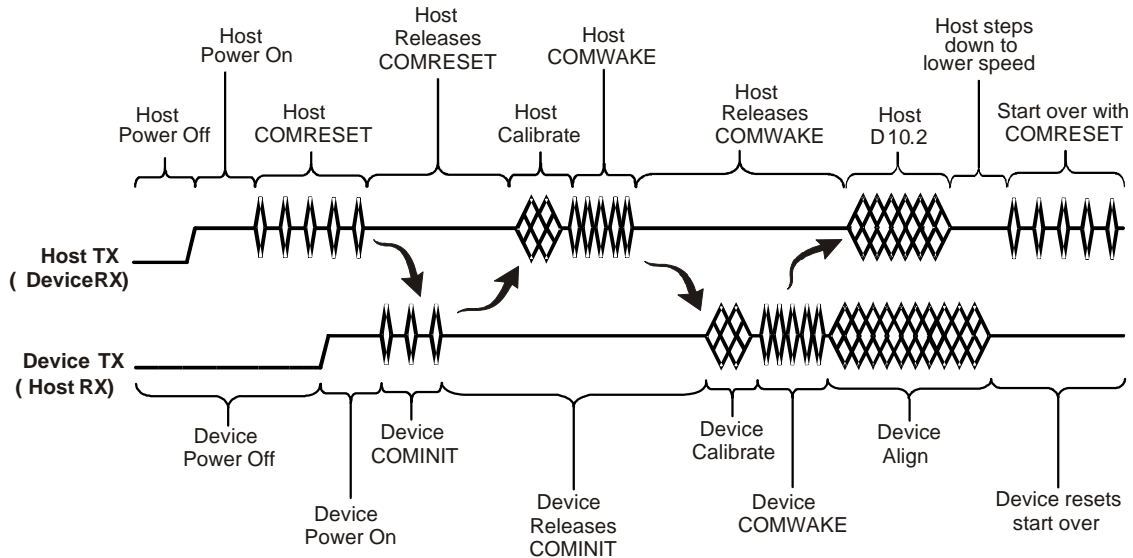 Host
Power Off
Host
Power On
Host
COMRESET
Host
Releases
COMRESET
Host
Calibrate
Host
COMWAKE
Host
Releases
COMWAKE
Host
D10.2
Host steps
down to
lower speed
Start over with
COMRESET
Host TX
( DeviceRX)
Device TX
( Host RX)
Device
Power Off
Device
Power On
Device
COMINIT
Device
Releases
COMINIT
Device
Calibrate
Device
COMWAKE
Device
Align
Device resets
start over